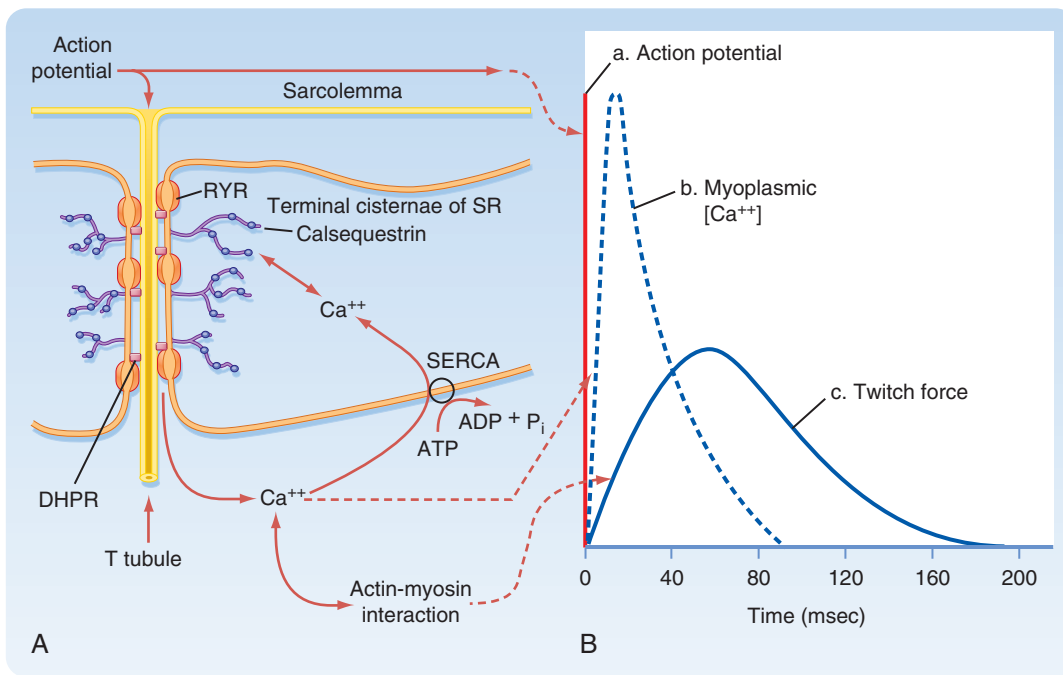 Action
potential
Sarcolemma
RYR
Terminal cisternae of SR
Calsequestrin
Ca++
SERCA
ADP + Pi
ATP
DHPR
Ca++
T tubule
Actin-myosin
interaction
A
a. Action potential
b. Myoplasmic
[Ca++]
c. Twitch force
0 40 80 120 160 200
Time (msec)
B